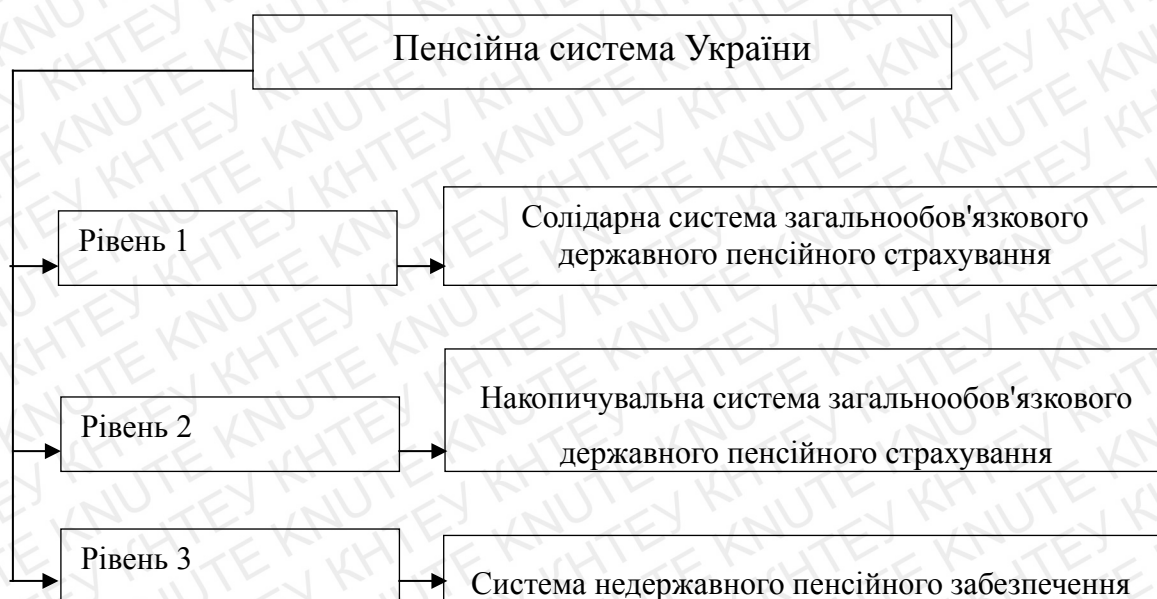 Пенсійна система України
Рівень 1
Солідарна система загальнообов'язкового
державного пенсійного страхування
Рівень 2
Накопичувальна система загальнообов'язкового
державного пенсійного страхування
Рівень 3
Система недержавного пенсійного забезпечення